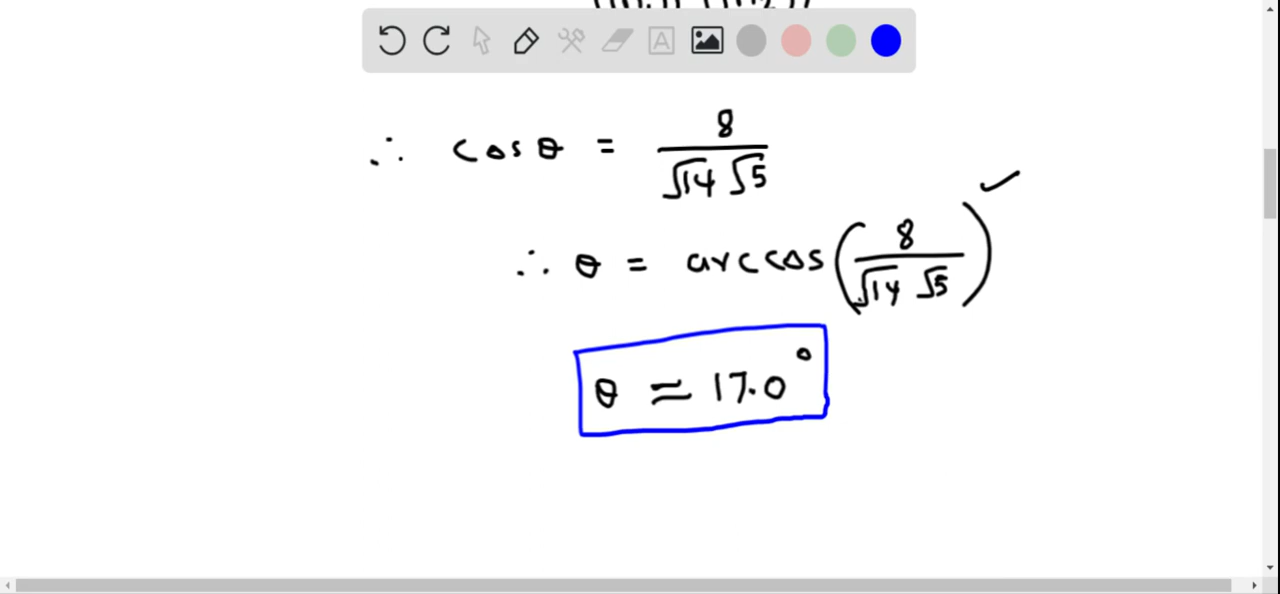 ∴ cos θ = 8 / √14 √5
∴ θ = arccos(8 / √14 √5) ✓
θ ≈ 17.0°
A